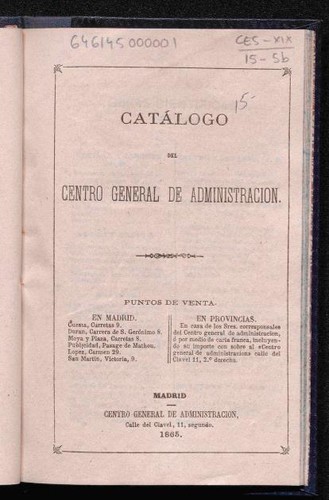 646145000001
CES-XIX
15-56
15-
CATÁLOGO
DEL
CENTRO GENERAL DE ADMINISTRACION.
PUNTOS DE VENTA.
EN MADRID.
Cuesta, Carretas 9.
Duran, Carrera de S. Gerónimo 8.
Moya y Plaza, Carretas 8.
Publicidad, Pasage de Matheu.
Lopez, Carmen 29.
San Martin, Victoria, 9.
EN PROVINCIAS.
En casa de los Sres. corresponsales
del Centro general de administracion,
ó por medio de carta franca, incluyen-
do su importe con sobre al «Centro
general de administracion» calle del
Clavel 11, 2.º derecha.
MADRID
CENTRO GENERAL DE ADMINISTRACION,
Calle del Clavel, 11, segundo.
1865.